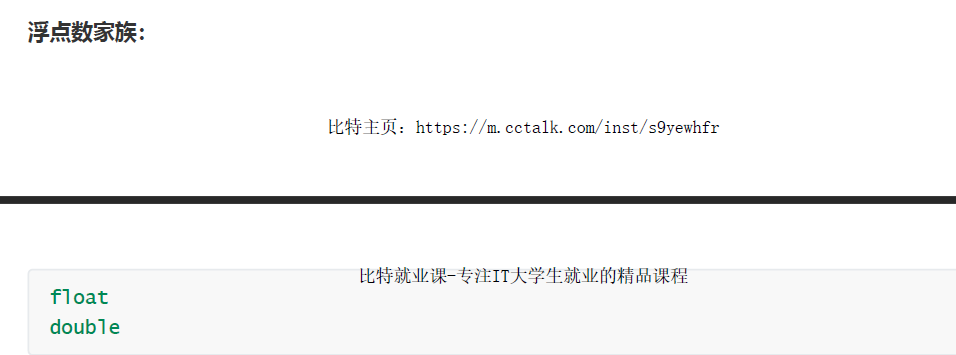 浮点数家族：
比特主页：https://m.cctalk.com/inst/s9yewhfr
比特就业课-专注IT大学生就业的精品课程
float
double